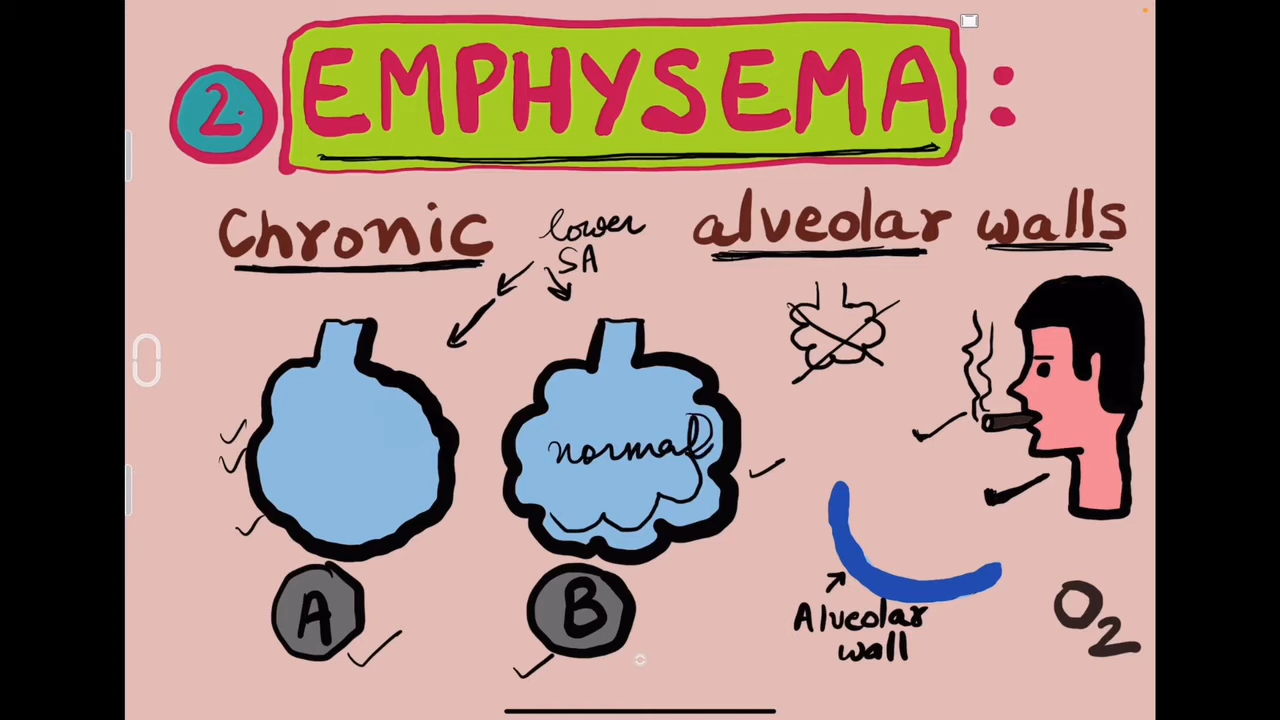 2. EMPHYSEMA :
Chronic
lower
SA
alveolar walls
normal
A
B
Alveolar
wall
O2